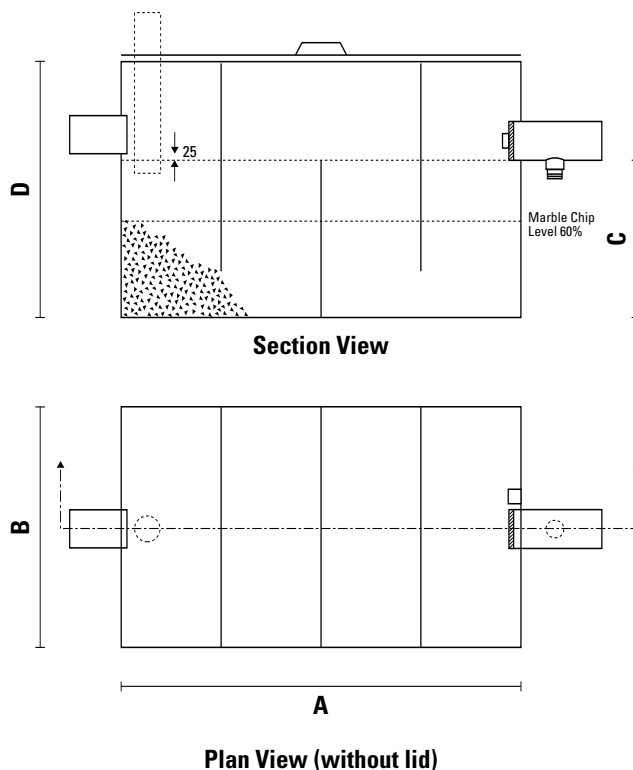 25
D
Marble Chip
Level 60%
C
Section View
B
A
Plan View (without lid)